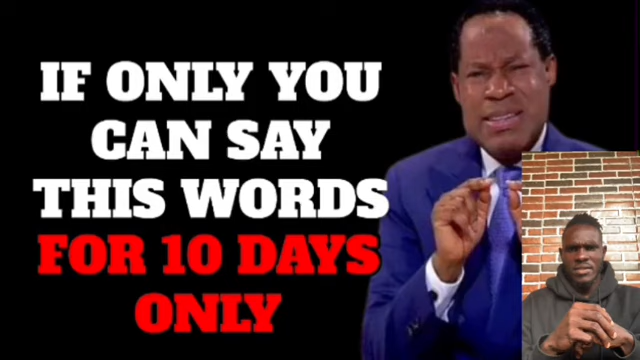 IF ONLY YOU
CAN SAY
THIS WORDS
FOR 10 DAYS
ONLY